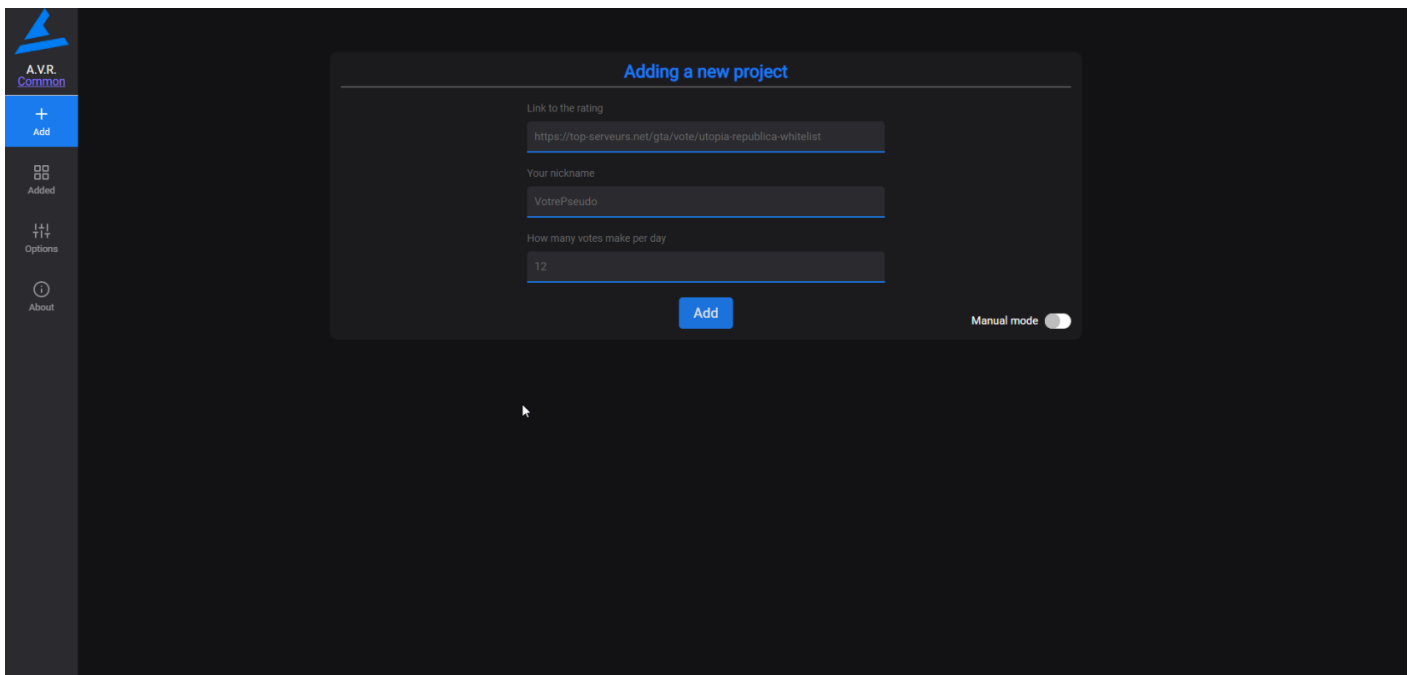 A.V.R.
Common
Add
Added
Options
About
Adding a new project
Link to the rating
https://top-serveurs.net/gta/vote/utopia-republica-whitelist
Your nickname
VotrePseudo
How many votes make per day
12
Add
Manual mode